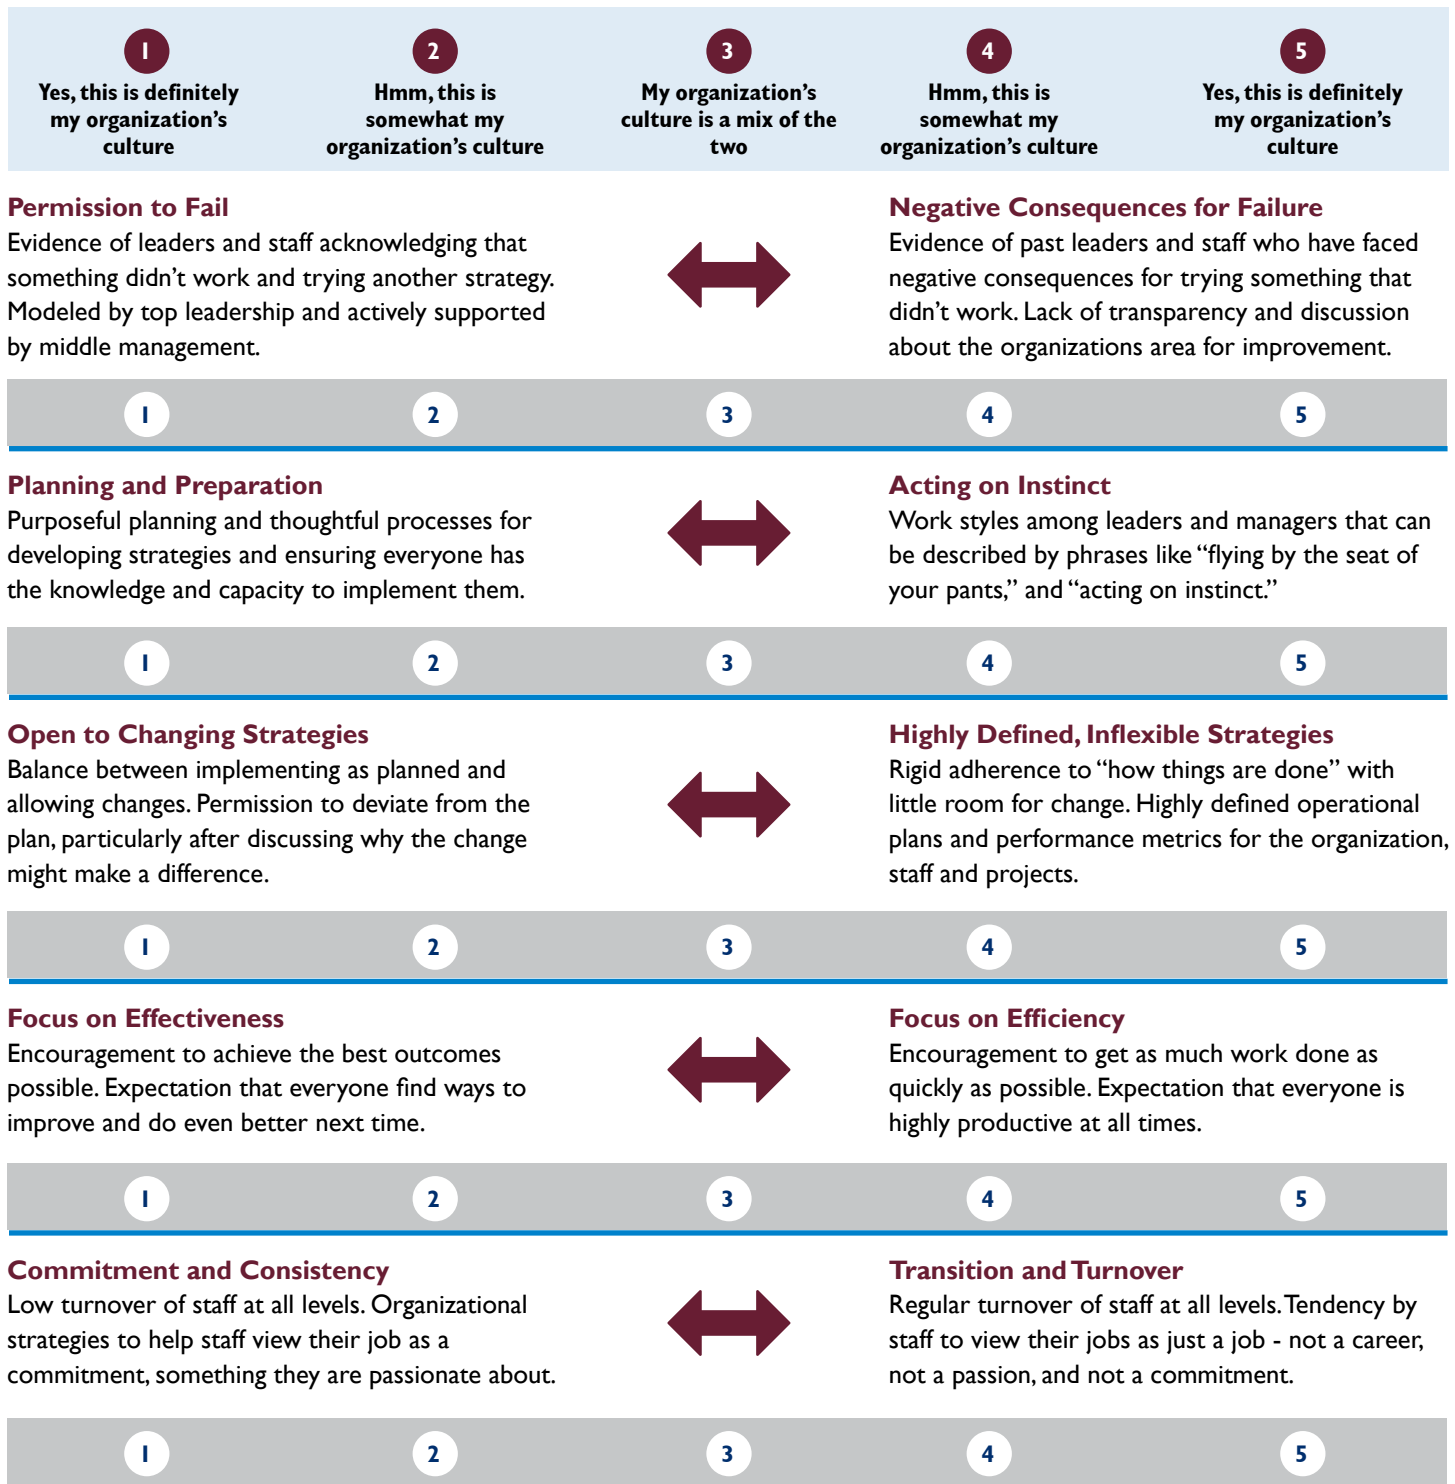 1
Yes, this is definitely
my organization's
culture
2
Hmm, this is
somewhat my
organization's culture
3
My organization's
culture is a mix of the
two
4
Hmm, this is
somewhat my
organization's culture
5
Yes, this is definitely
my organization's
culture
Permission to Fail
Evidence of leaders and staff acknowledging that
something didn't work and trying another strategy.
Modeled by top leadership and actively supported
by middle management.
Negative Consequences for Failure
Evidence of past leaders and staff who have faced
negative consequences for trying something that
didn't work. Lack of transparency and discussion
about the organizations area for improvement.
1 2 3 4 5
Planning and Preparation
Purposeful planning and thoughtful processes for
developing strategies and ensuring everyone has
the knowledge and capacity to implement them.
Acting on Instinct
Work styles among leaders and managers that can
be described by phrases like “flying by the seat of
your pants,” and “acting on instinct.”
1 2 3 4 5
Open to Changing Strategies
Balance between implementing as planned and
allowing changes. Permission to deviate from the
plan, particularly after discussing why the change
might make a difference.
Highly Defined, Inflexible Strategies
Rigid adherence to “how things are done” with
little room for change. Highly defined operational
plans and performance metrics for the organization,
staff and projects.
1 2 3 4 5
Focus on Effectiveness
Encouragement to achieve the best outcomes
possible. Expectation that everyone find ways to
improve and do even better next time.
Focus on Efficiency
Encouragement to get as much work done as
quickly as possible. Expectation that everyone is
highly productive at all times.
1 2 3 4 5
Commitment and Consistency
Low turnover of staff at all levels. Organizational
strategies to help staff view their job as a
commitment, something they are passionate about.
Transition and Turnover
Regular turnover of staff at all levels. Tendency by
staff to view their jobs as just a job - not a career,
not a passion, and not a commitment.
1 2 3 4 5